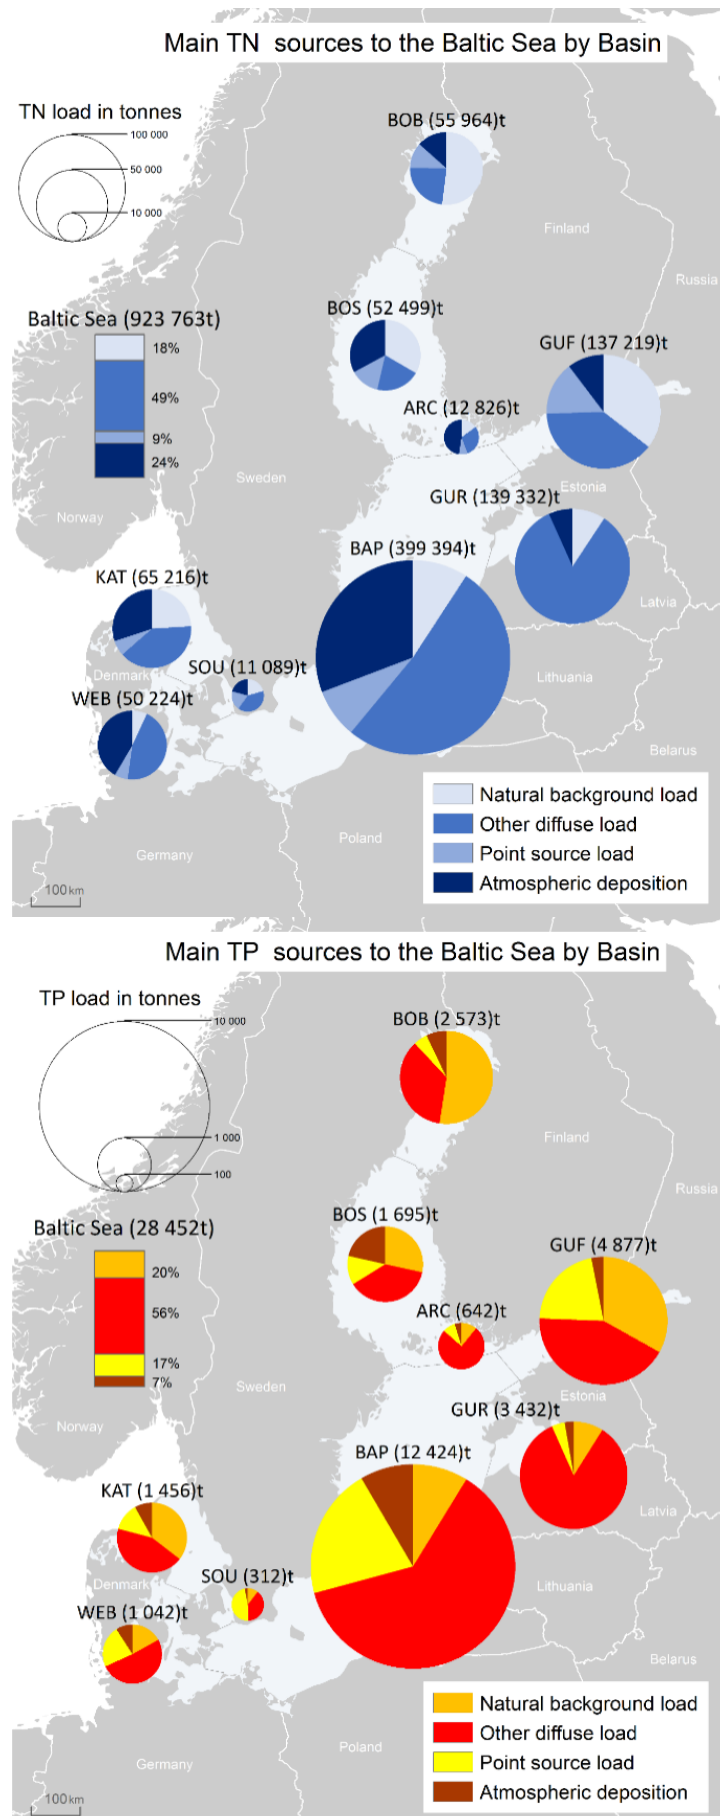 Main TN sources to the Baltic Sea by Basin
TN load in tonnes
100 000
50 000
10 000
BOB (55 964)t
Finland
Russia
BOS (52 499)t
Baltic Sea (923 763t)
18%
49%
9%
24%
GUF (137 219)t
ARC (12 826)t
Sweden
Estonia
GUR (139 332)t
Norway
BAP (399 394)t
KAT (65 216)t
Latvia
Denmark
SOU (11 089)t
Lithuania
WEB (50 224)t
Belarus
Natural background load
Other diffuse load
Point source load
Atmospheric deposition
Poland
Germany
100 km
Main TP sources to the Baltic Sea by Basin
TP load in tonnes
10 000
1 000
100
BOB (2 573)t
Finland
Russia
BOS (1 695)t
Baltic Sea (28 452t)
20%
56%
17%
7%
GUF (4 877)t
ARC (642)t
Sweden
Estonia
GUR (3 432)t
Norway
BAP (12 424)t
KAT (1 456)t
Latvia
Denmark
SOU (312)t
Lithuania
WEB (1 042)t
Belarus
Natural background load
Other diffuse load
Point source load
Atmospheric deposition
Poland
Germany
100 km